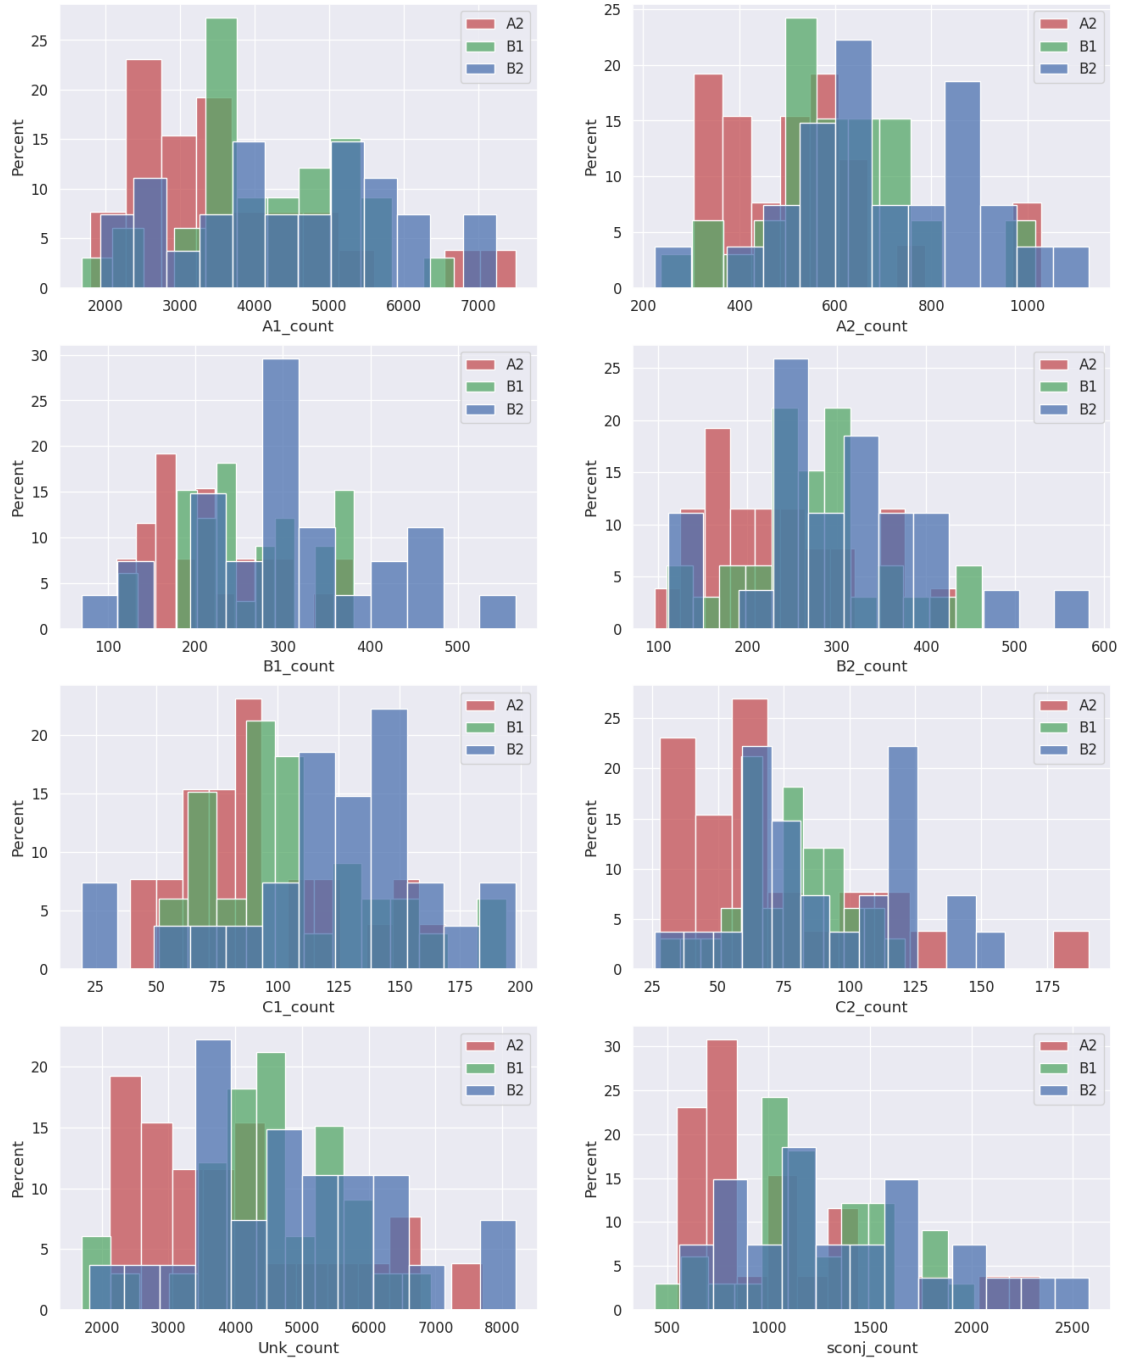 A2
B1
B2
Percent
25
20
15
10
5
0
2000 3000 4000 5000 6000 7000
A1_count
A2
B1
B2
Percent
25
20
15
10
5
0
200 400 600 800 1000
A2_count
A2
B1
B2
Percent
30
25
20
15
10
5
0
100 200 300 400 500
B1_count
A2
B1
B2
Percent
25
20
15
10
5
0
100 200 300 400 500 600
B2_count
A2
B1
B2
Percent
20
15
10
5
0
25 50 75 100 125 150 175 200
C1_count
A2
B1
B2
Percent
25
20
15
10
5
0
25 50 75 100 125 150 175
C2_count
A2
B1
B2
Percent
20
15
10
5
0
2000 3000 4000 5000 6000 7000 8000
Unk_count
A2
B1
B2
Percent
30
25
20
15
10
5
0
500 1000 1500 2000 2500
sconj_count